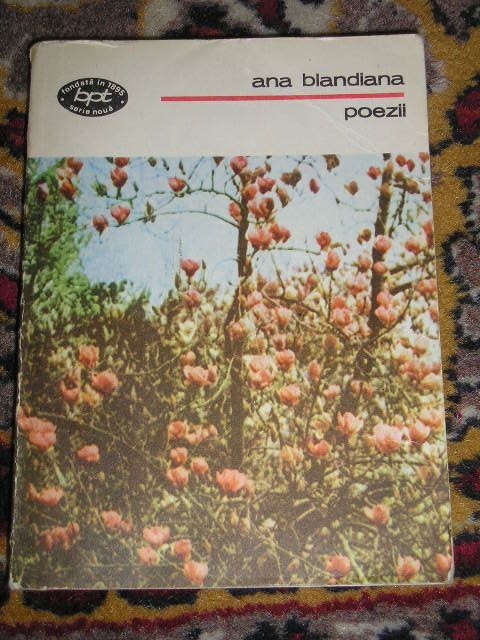 fondată în 1895
bpt
serie nouă
ana blandiana
poezii